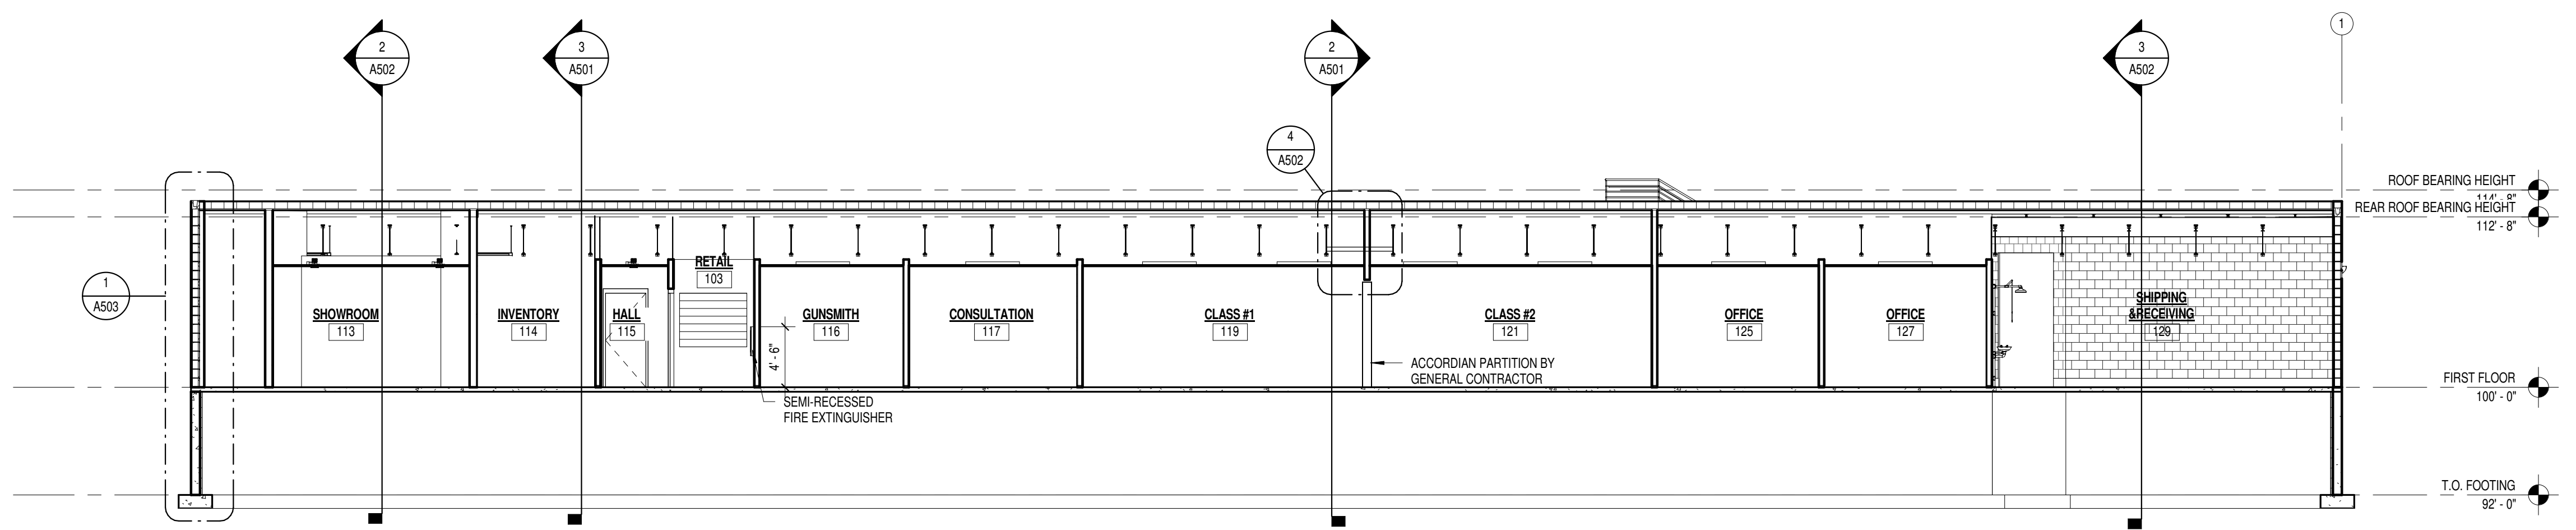 2
A502
3
A501
2
A501
3
A502
1
4
A502
ROOF BEARING HEIGHT
114' - 8"
REAR ROOF BEARING HEIGHT
112' - 8"
1
A503
RETAIL
103
SHOWROOM
113
INVENTORY
114
HALL
115
GUNSMITH
116
CONSULTATION
117
CLASS #1
119
CLASS #2
121
OFFICE
125
OFFICE
127
SHIPPING
&RECEIVING
129
4' - 6"
ACCORDIAN PARTITION BY
GENERAL CONTRACTOR
SEMI-RECESSED
FIRE EXTINGUISHER
FIRST FLOOR
100' - 0"
T.O. FOOTING
92' - 0"